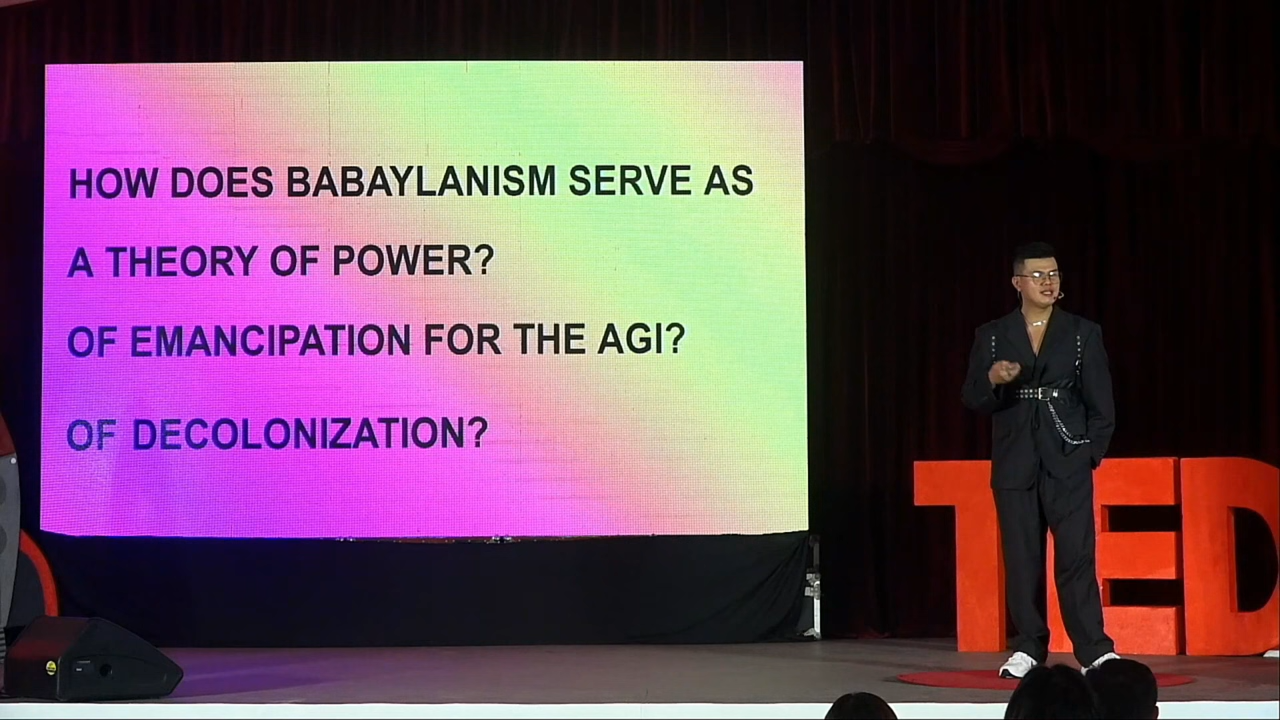 HOW DOES BABAYLANISM SERVE AS
A THEORY OF POWER?
OF EMANCIPATION FOR THE AGI?
OF DECOLONIZATION?
TED